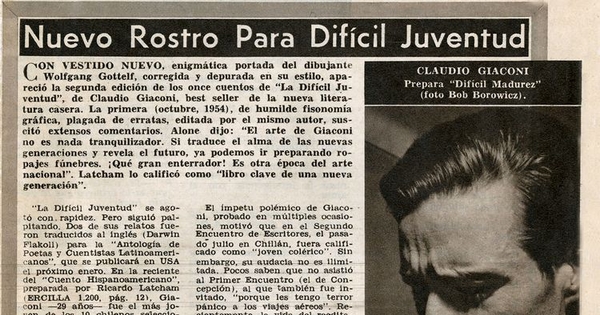 Nuevo Rostro Para Difícil Juventud
CON VESTIDO NUEVO, enigmática portada del dibujante
Wolfgang Gottelf, corregida y depurada en su estilo, apa-
reció la segunda edición de los once cuentos de "La Difícil Ju-
ventud", de Claudio Giaconi, best seller de la nueva litera-
tura casera. La primera (octubre, 1954), de humilde fisonomía
gráfica, plagada de erratas, editada por el mismo autor, sus-
citó extensos comentarios. Alone dijo: "El arte de Giaconi
no es nada tranquilizador. Si traduce el alma de las nuevas
generaciones y revela el futuro, ya podemos ir preparando ro-
pajes fúnebres. ¡Qué gran enterrador! Es otra época del arte
nacional". Latcham lo calificó como "libro clave de una nueva
generación".
CLAUDIO GIACONI
Prepara "Difícil Madurez"
(foto Bob Borowicz).
"La Difícil Juventud" se ago-
tó con rapidez. Pero siguió pal-
pitando. Dos de sus relatos fue-
ron traducidos al inglés (Darwin
Flakoll) para la "Antología de
Poetas y Cuentistas Latinoameri-
canos", que se publicará en USA
el próximo enero. En la reciente
del "Cuento Hispanoamericano",
preparada por Ricardo Latcham
(ERCILLA 1.200, pág. 12), Gia-
coni —29 años— fue el más jo-
ven de los 10 chilenos seleccio-
El ímpetu polémico de Giaco-
ni, probado en múltiples ocasio-
nes, motivó que en el Segundo
Encuentro de Escritores, el pasa-
do julio en Chillán, fuera califi-
cado como "joven colérico". Sin
embargo, su audacia no es ilimi-
tada. Pocos saben que no asistió
al Primer Encuentro (el de Con-
cepción), al que también fue in-
vitado, "porque les tengo terror
pánico a los viajes aéreos". Re-